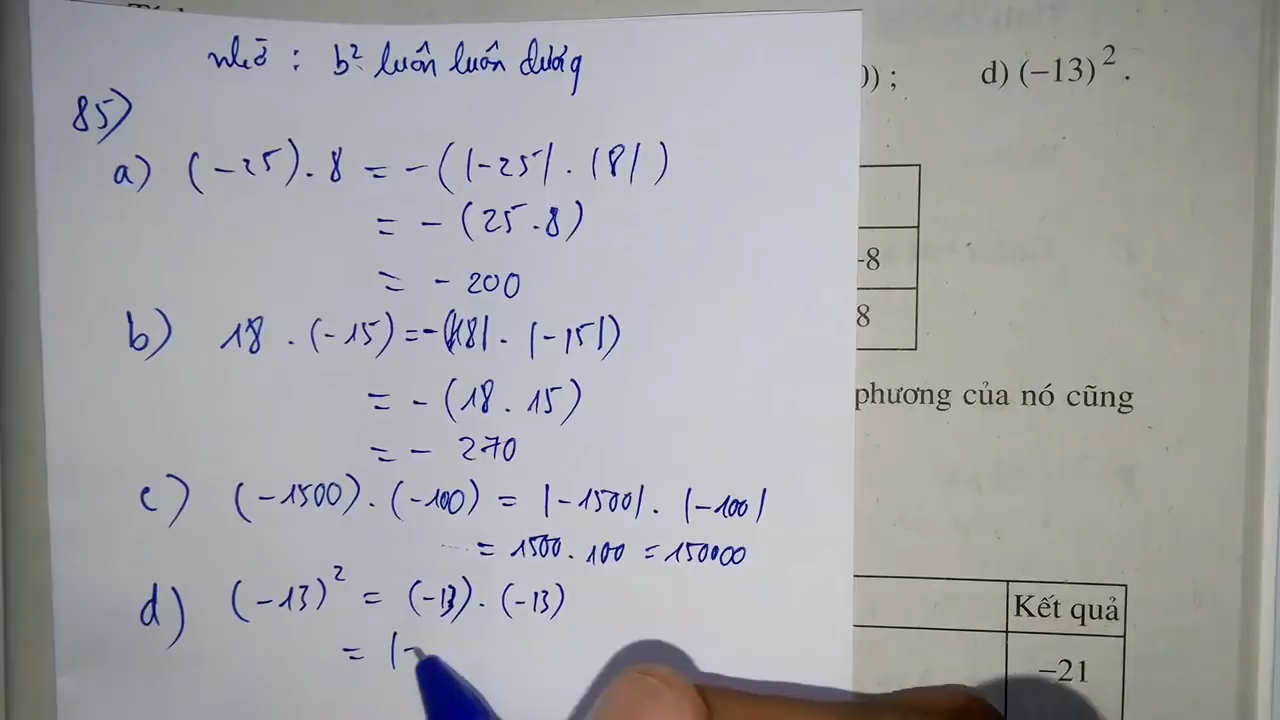 nhớ : b² luôn luôn dương
85)
a) (-25).8 = -(|-25| . |8|)
= - (25.8)
= - 200
b) 18 . (-15) = -(|18| . |-15|)
= - (18 . 15)
= - 270
c) (-1500).(-100) = |-1500| . |-100|
= 1500.100 = 150000
d) (-13)² = (-13).(-13)
= |-
)) ; d) (−13)² .
-8
8
phương của nó cũng
Kết quả
−21